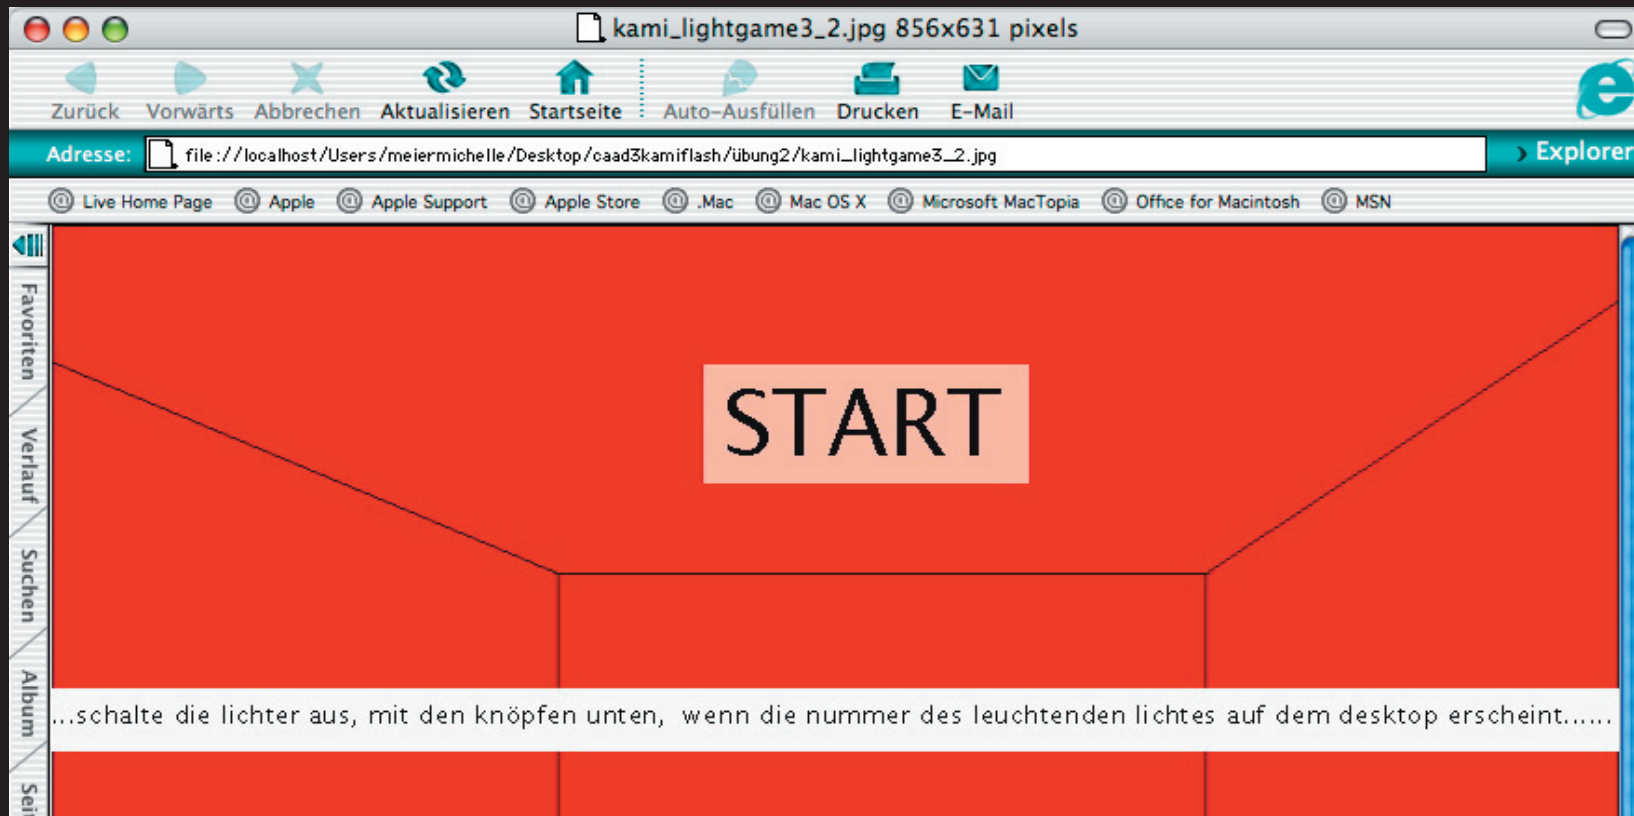 kami_lightgame3_2.jpg 856x631 pixels
Zurück Vorwärts Abbrechen Aktualisieren Startseite Auto-Ausfüllen Drucken E-Mail
Adresse: file://localhost/Users/meiermichelle/Desktop/caad3kamiflash/übung2/kami_lightgame3_2.jpg › Explorer
@ Live Home Page @ Apple @ Apple Support @ Apple Store @ .Mac @ Mac OS X @ Microsoft MacTopia @ Office for Macintosh @ MSN
Favoriten
Verlauf
Suchen
Album
START
...schalte die lichter aus, mit den knöpfen unten, wenn die nummer des leuchtenden lichtes auf dem desktop erscheint......